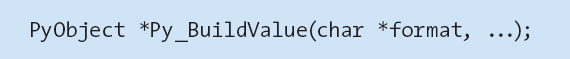 PyObject *Py_BuildValue(char *format, ...);